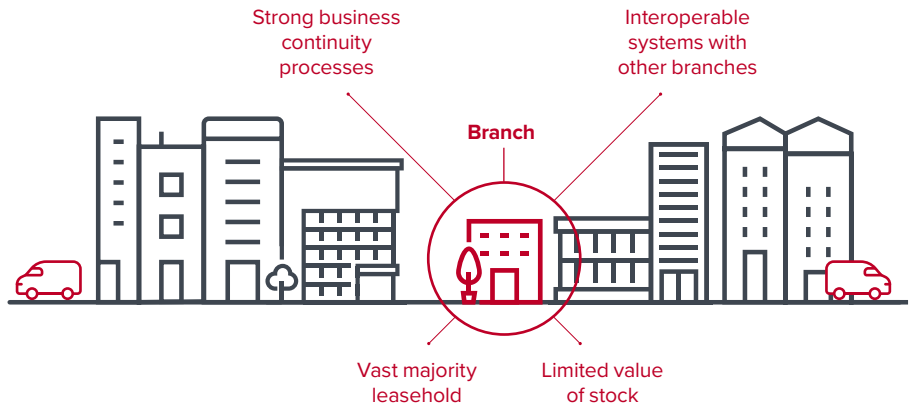 Strong business
continuity
processes
Interoperable
systems with
other branches
Branch
Vast majority
leasehold
Limited value
of stock